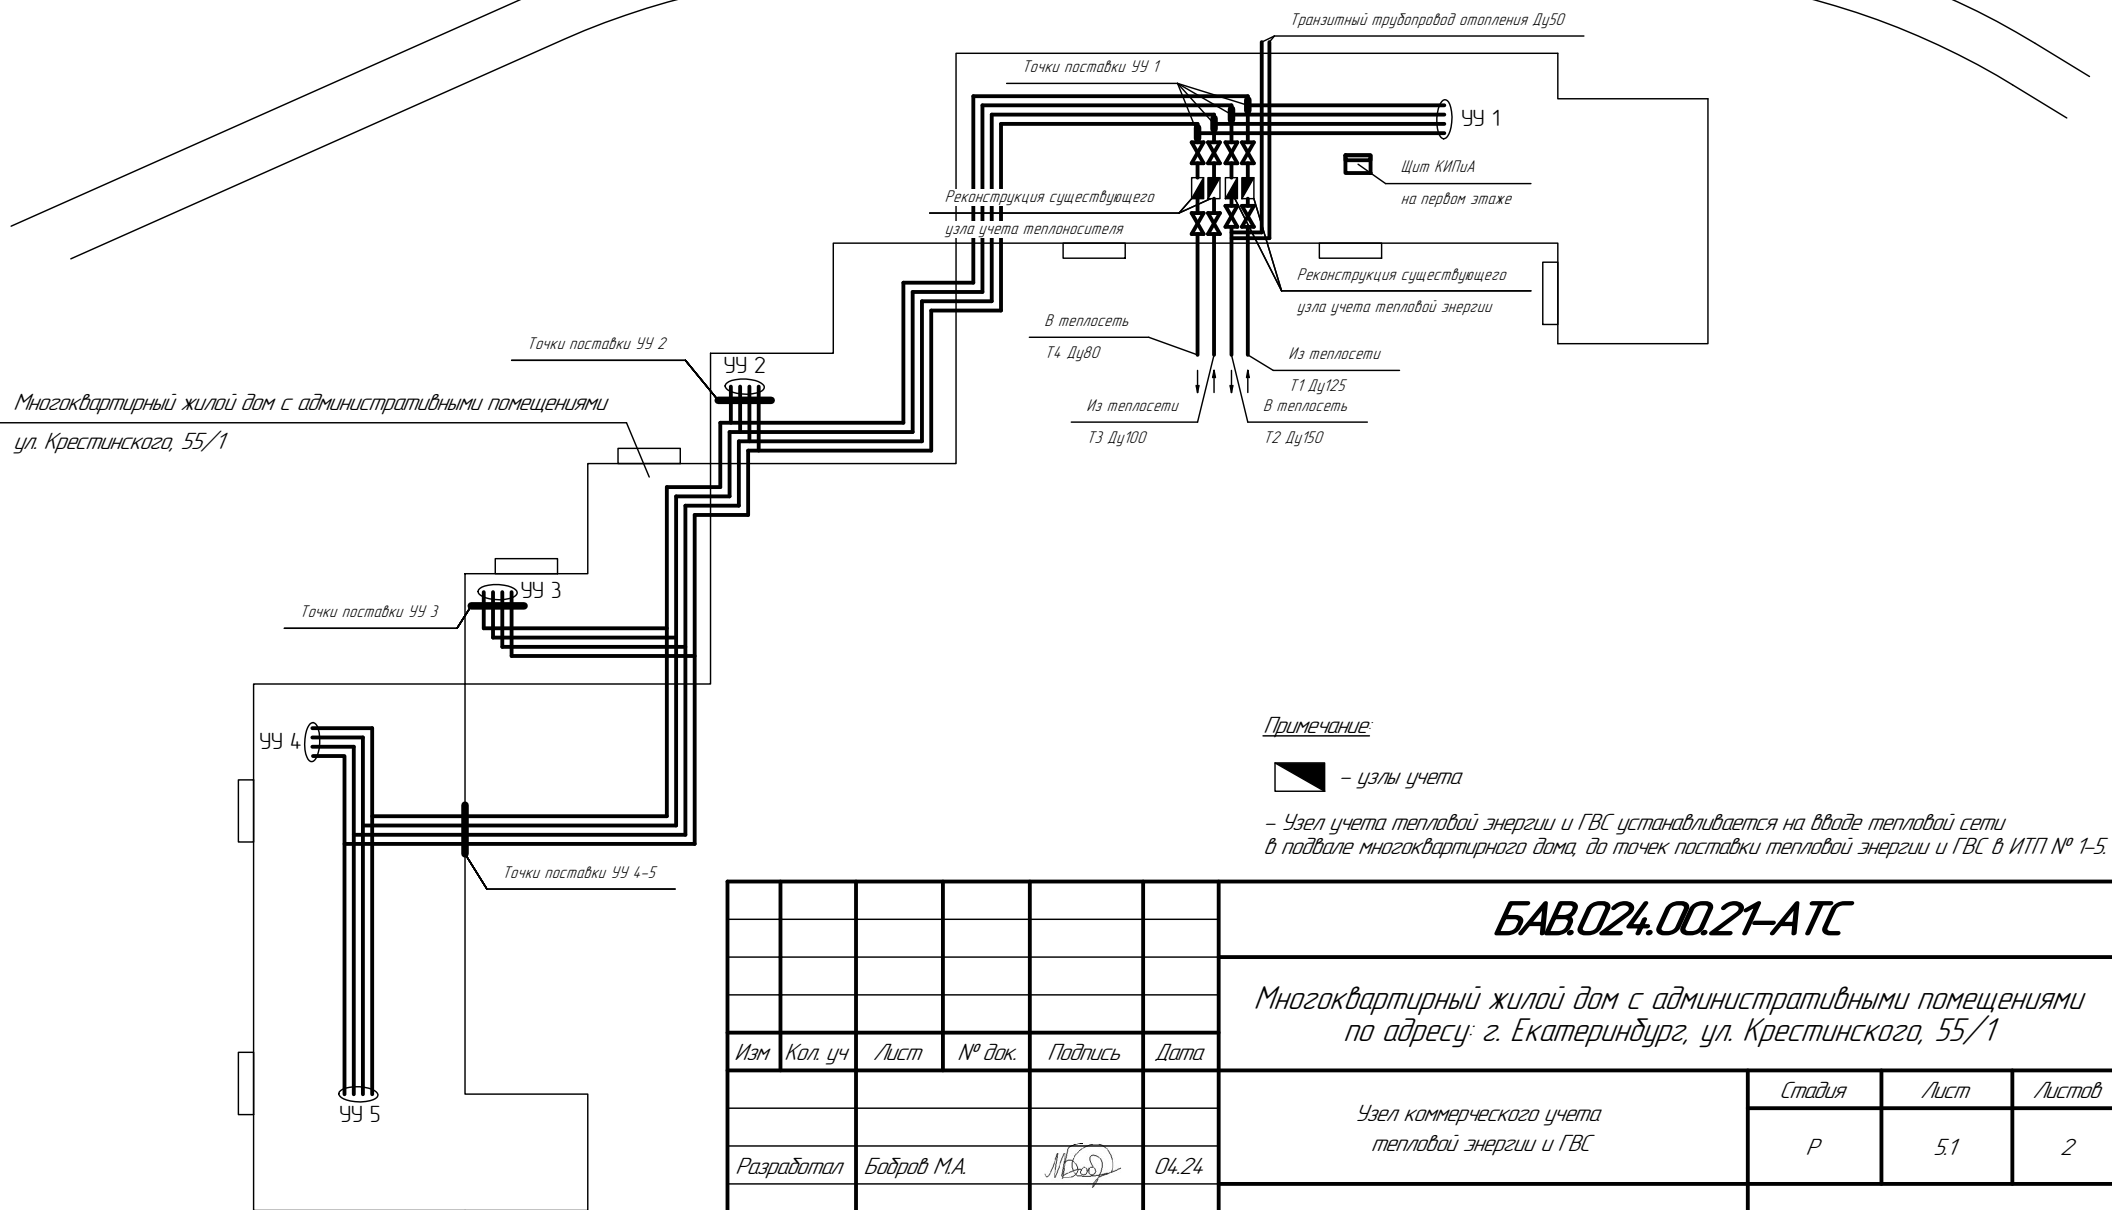 Транзитный трубопровод отопления Ду50
Точки поставки УУ 1
УУ 1
Щит КИПиА
на первом этаже
Реконструкция существующего
узла учета теплоносителя
Реконструкция существующего
узла учета тепловой энергии
В теплосеть
Т4 Ду80
Из теплосети
Т1 Ду125
Из теплосети
Т3 Ду100
В теплосеть
Т2 Ду150
Точки поставки УУ 2
УУ 2
Многоквартирный жилой дом с административными помещениями
ул. Крестинского, 55/1
УУ 3
Точки поставки УУ 3
УУ 4
Точки поставки УУ 4-5
УУ 5
Примечание:
- узлы учета
- Узел учета тепловой энергии и ГВС устанавливается на вводе тепловой сети
в подвале многоквартирного дома, до точек поставки тепловой энергии и ГВС в ИТП № 1-5.
БАВ.024.00.21-АТС
Многоквартирный жилой дом с административными помещениями
по адресу: г. Екатеринбург, ул. Крестинского, 55/1
Изм Кол. уч Лист № док. Подпись Дата
Узел коммерческого учета
тепловой энергии и ГВС
Стадия Лист Листов
Р 5.1 2
Разработал Бобров М.А. 04.24